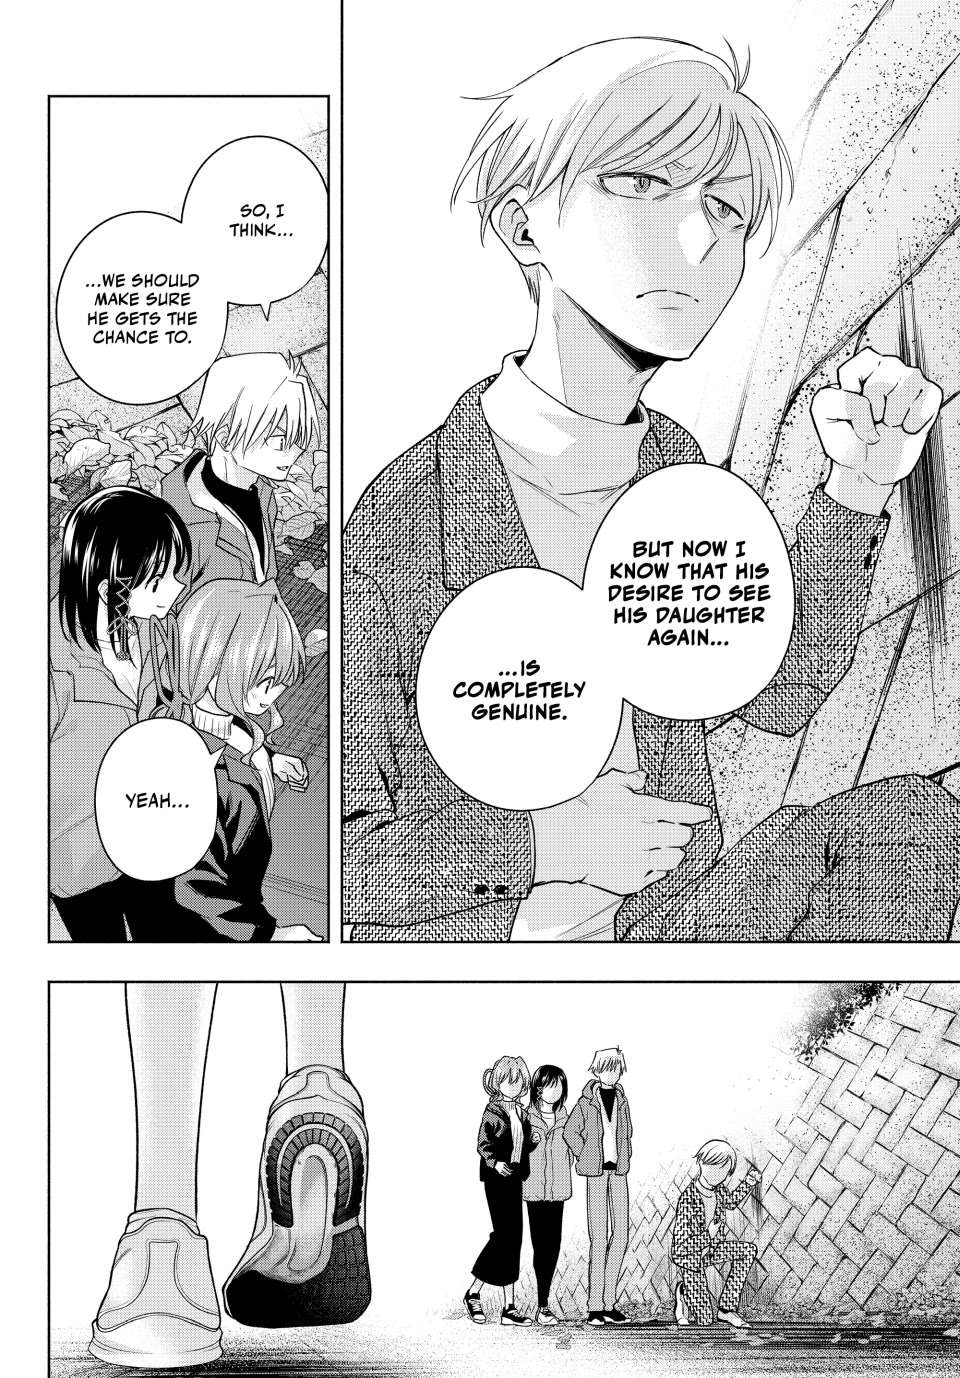 BUT NOW I
KNOW THAT HIS
DESIRE TO SEE
HIS DAUGHTER
AGAIN...
...IS
COMPLETELY
GENUINE.
SO, I
THINK...
...WE SHOULD
MAKE SURE
HE GETS THE
CHANCE TO.
YEAH...